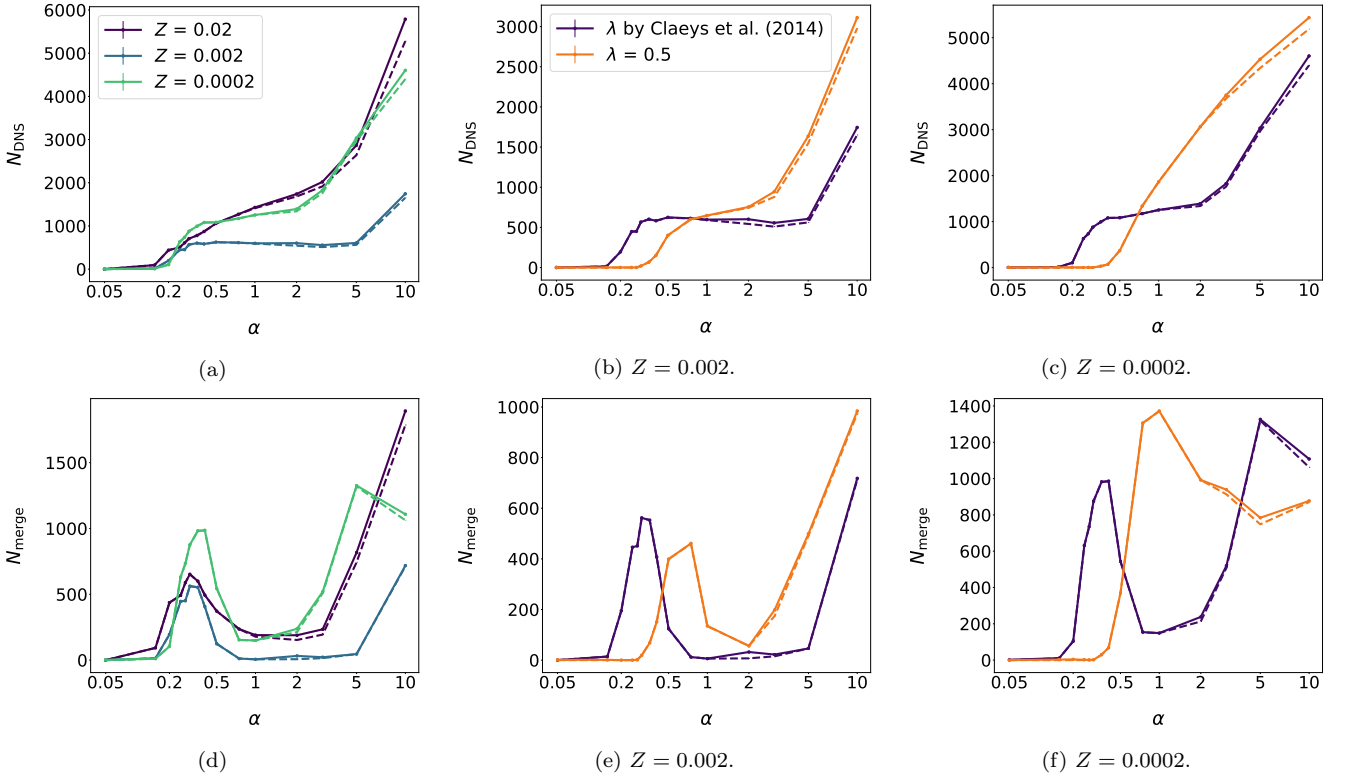 6000
5000
4000
3000
2000
1000
0
N_DNS
Z = 0.02
Z = 0.002
Z = 0.0002
0.05 0.2 0.5 1 2 5 10
α
(a)
3000
2500
2000
1500
1000
500
0
N_DNS
λ by Claeys et al. (2014)
λ = 0.5
0.05 0.2 0.5 1 2 5 10
α
(b) Z = 0.002.
5000
4000
3000
2000
1000
0
N_DNS
0.05 0.2 0.5 1 2 5 10
α
(c) Z = 0.0002.
1500
1000
500
0
N_merge
0.05 0.2 0.5 1 2 5 10
α
(d)
1000
800
600
400
200
0
N_merge
0.05 0.2 0.5 1 2 5 10
α
(e) Z = 0.002.
1400
1200
1000
800
600
400
200
0
N_merge
0.05 0.2 0.5 1 2 5 10
α
(f) Z = 0.0002.